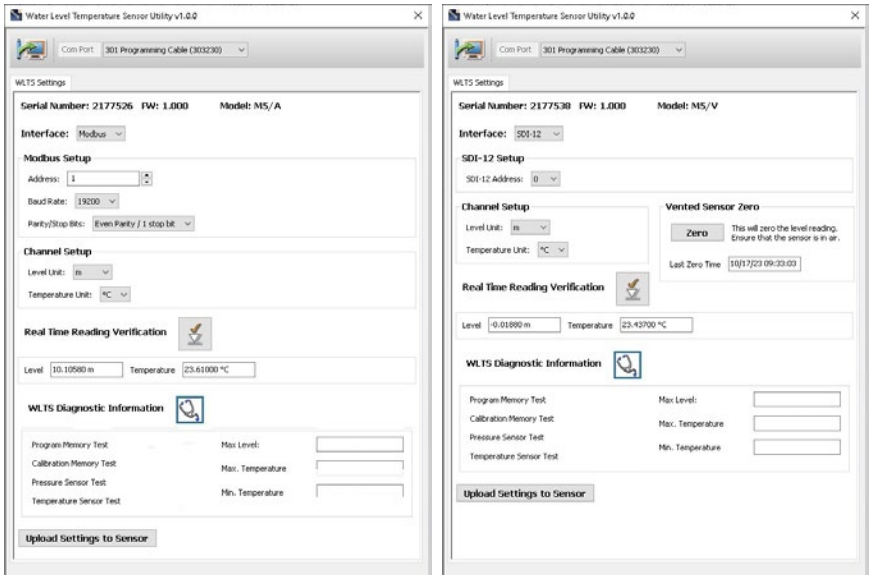 Water Level Temperature Sensor Utility v1.0.0
Com Port 301 Programming Cable (303230)
WLTS Settings
Serial Number: 2177526 FW: 1.000 Model: M5/A
Interface: Modbus
Modbus Setup
Address: 1
Baud Rate: 19200
Parity/Stop Bits: Even Parity / 1 stop bit
Channel Setup
Level Unit: m
Temperature Unit: °C
Real Time Reading Verification
Level 10.10580 m Temperature 23.61000 °C
WLTS Diagnostic Information
Program Memory Test Max Level:
Calibration Memory Test
Max. Temperature
Pressure Sensor Test
Min. Temperature
Temperature Sensor Test
Upload Settings to Sensor
Water Level Temperature Sensor Utility v1.0.0
Com Port 301 Programming Cable (303230)
WLTS Settings
Serial Number: 2177538 FW: 1.000 Model: M5/V
Interface: SDI-12
SDI-12 Setup
SDI-12 Address: 0
Channel Setup
Level Unit: m
Temperature Unit: °C
Vented Sensor Zero
Zero
This will zero the level reading.
Ensure that the sensor is in air.
Last Zero Time 10/17/23 09:33:03
Real Time Reading Verification
Level -0.01880 m Temperature 23.43700 °C
WLTS Diagnostic Information
Program Memory Test Max Level:
Calibration Memory Test
Max. Temperature
Pressure Sensor Test
Min. Temperature
Temperature Sensor Test
Upload Settings to Sensor